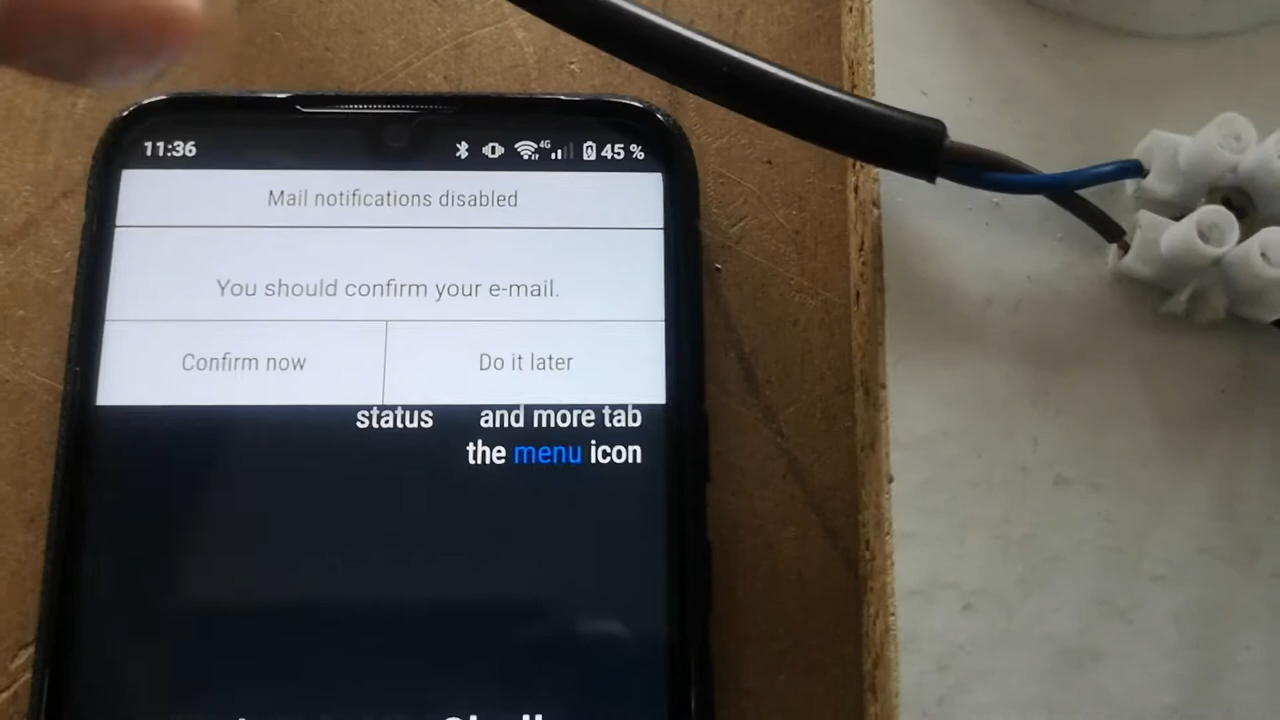 11:36 4G 45 %
Mail notifications disabled
You should confirm your e-mail.
Confirm now Do it later
status and more tab
the menu icon